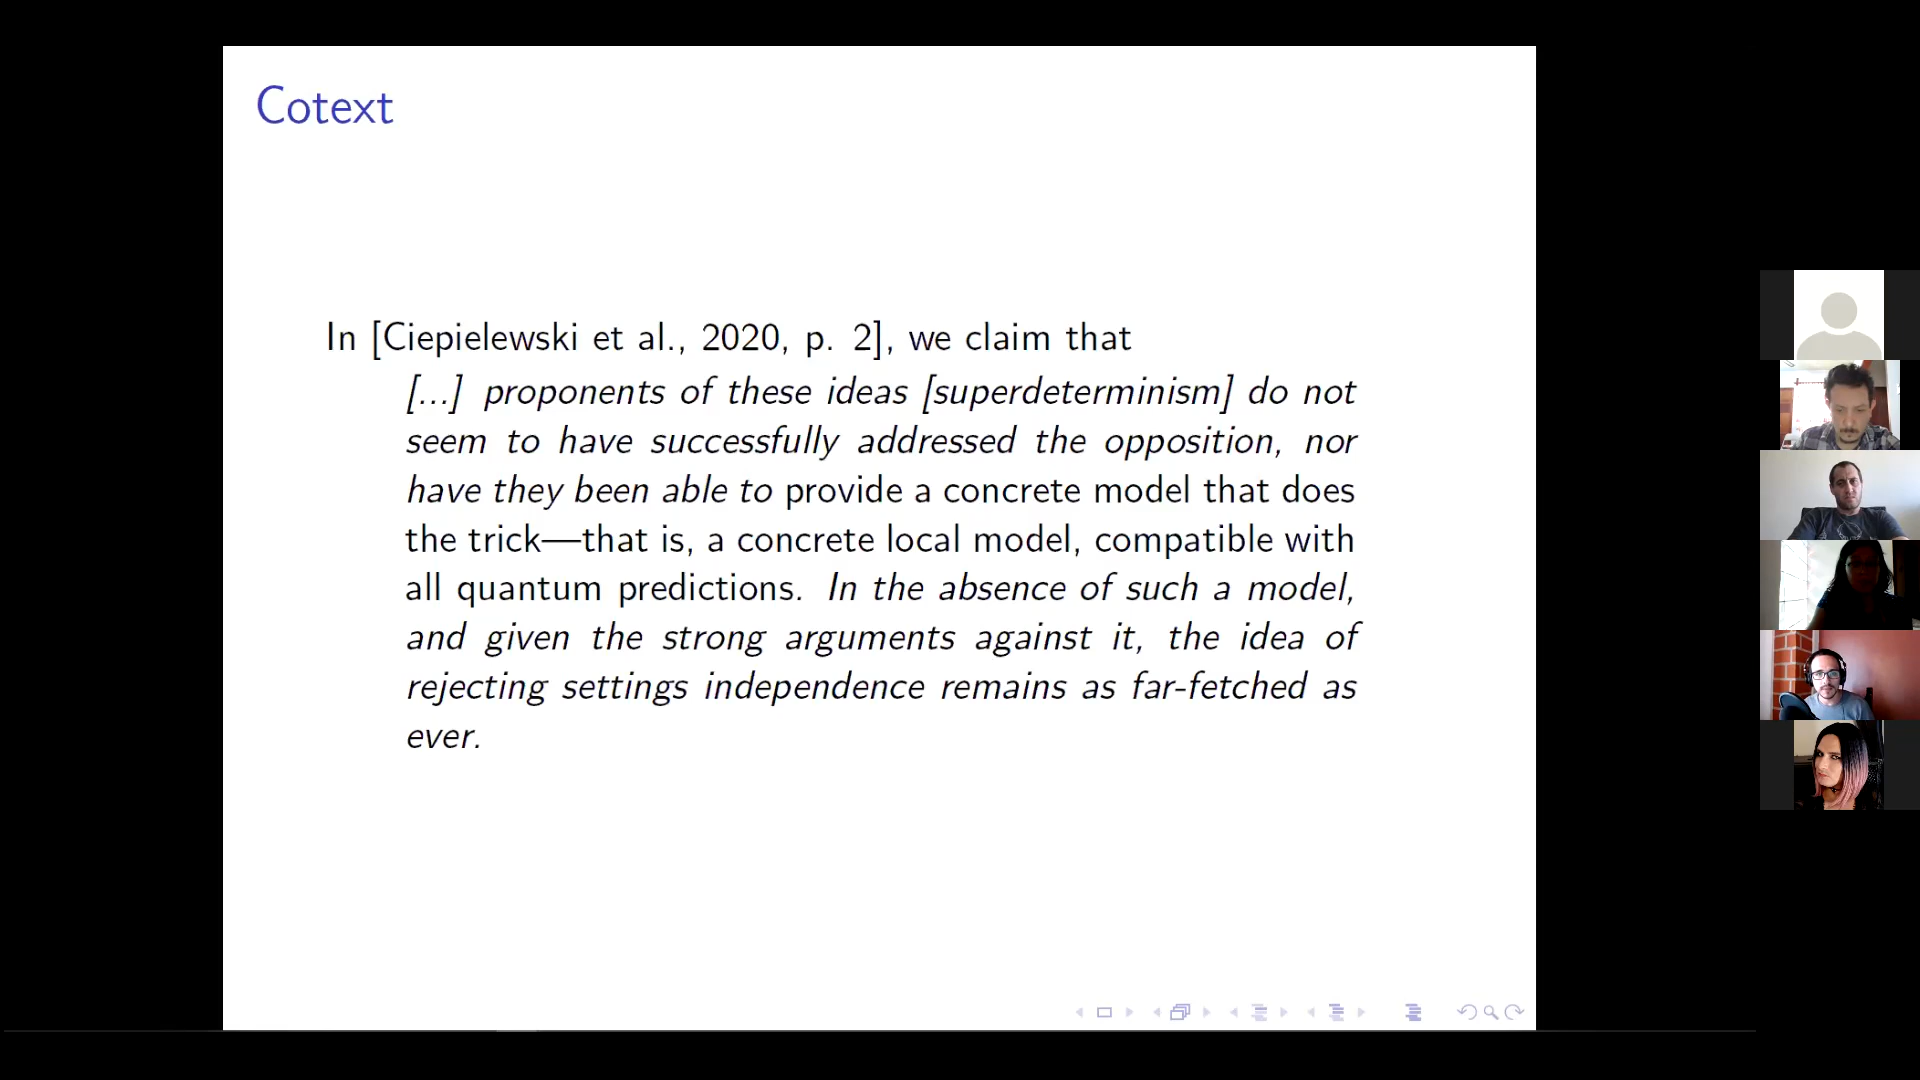 Cotext
In [Ciepielewski et al., 2020, p. 2], we claim that
[...] proponents of these ideas [superdeterminism] do not
seem to have successfully addressed the opposition, nor
have they been able to provide a concrete model that does
the trick—that is, a concrete local model, compatible with
all quantum predictions. In the absence of such a model,
and given the strong arguments against it, the idea of
rejecting settings independence remains as far-fetched as
ever.